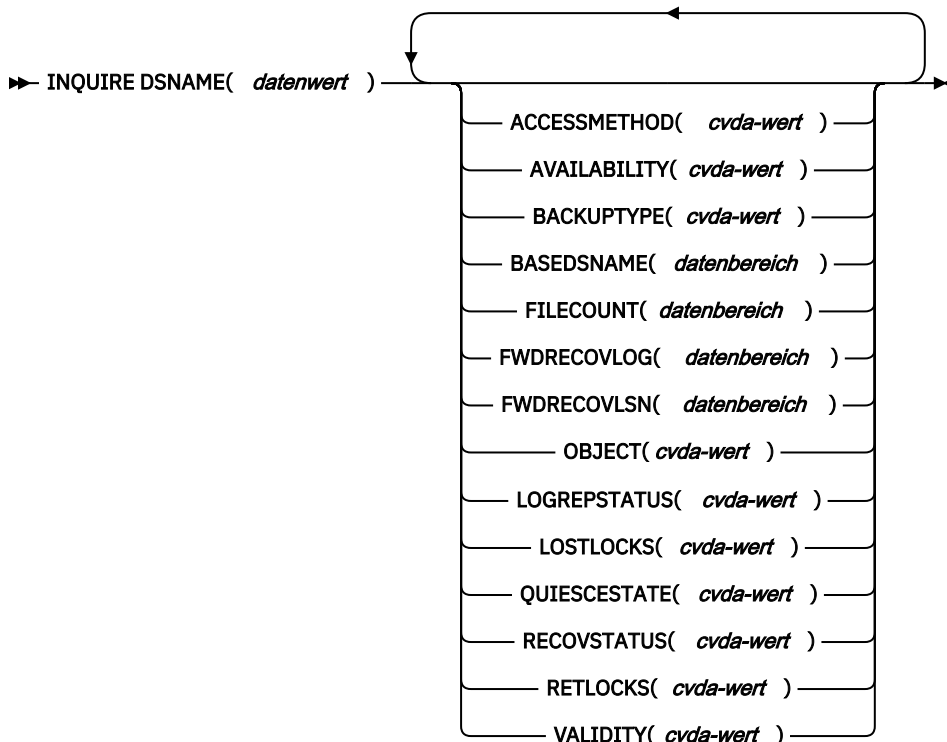 INQUIRE DSNAME( datenwert )
ACCESSMETHOD( cvda-wert )
AVAILABILITY( cvda-wert )
BACKUPTYPE( cvda-wert )
BASEDSNAME( datenbereich )
FILECOUNT( datenbereich )
FWDRECOVLOG( datenbereich )
FWDRECOVLSN( datenbereich )
OBJECT( cvda-wert )
LOGREPSTATUS( cvda-wert )
LOSTLOCKS( cvda-wert )
QUIESCESTATE( cvda-wert )
RECOVSTATUS( cvda-wert )
RETLOCKS( cvda-wert )
VALIDITY( cvda-wert )